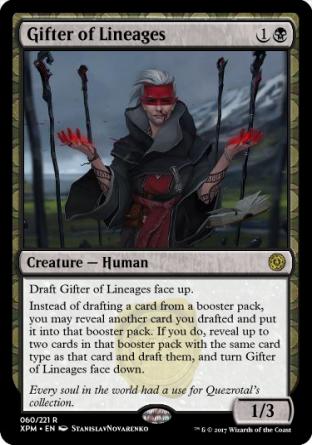 Gifter of Lineages 1
Creature — Human
Draft Gifter of Lineages face up.
Instead of drafting a card from a booster pack,
you may reveal another card you drafted and put
it into that booster pack. If you do, reveal up to
two cards in that booster pack with the same card
type as that card and draft them, and turn Gifter
of Lineages face down.
Every soul in the world had a use for Quezrotal's
collection.
1/3
060/221 R
XPM • EN STANISLAVNOVARENKO
™ & © 2017 Wizards of the Coast